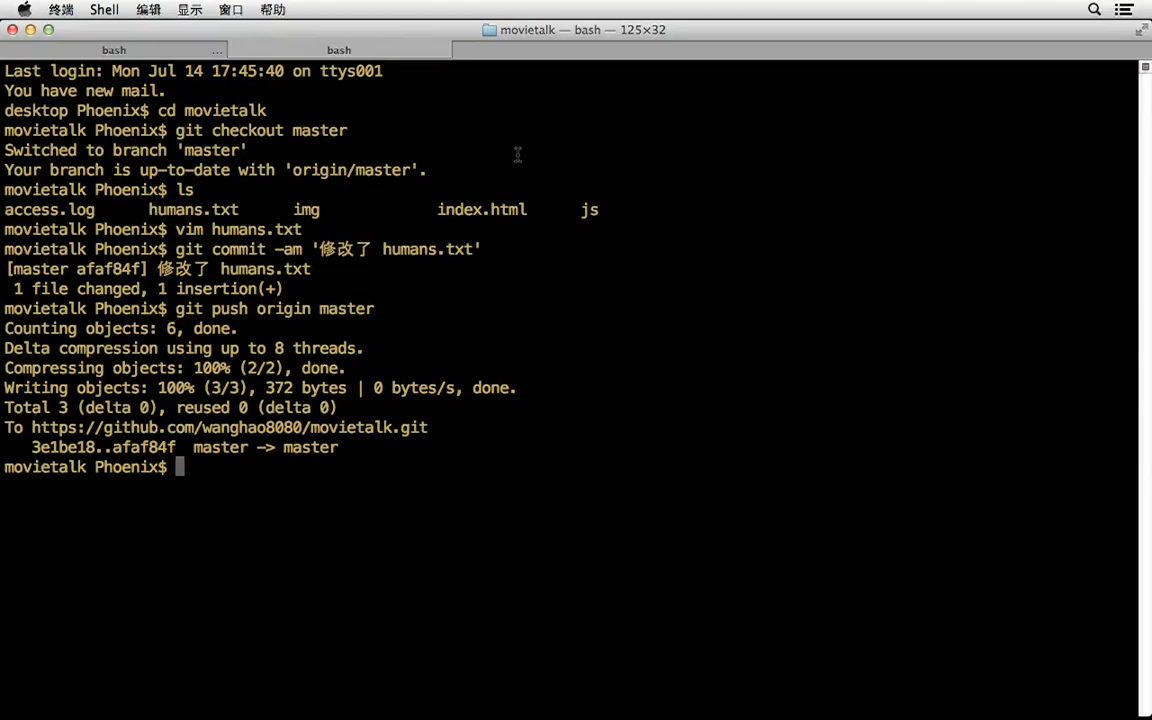 终端 Shell 编辑 显示 窗口 帮助
movietalk — bash — 125×32
bash ... bash
Last login: Mon Jul 14 17:45:40 on ttys001
You have new mail.
desktop Phoenix$ cd movietalk
movietalk Phoenix$ git checkout master
Switched to branch 'master'
Your branch is up-to-date with 'origin/master'.
movietalk Phoenix$ ls
access.log humans.txt img index.html js
movietalk Phoenix$ vim humans.txt
movietalk Phoenix$ git commit -am '修改了 humans.txt'
[master afaf84f] 修改了 humans.txt
1 file changed, 1 insertion(+)
movietalk Phoenix$ git push origin master
Counting objects: 6, done.
Delta compression using up to 8 threads.
Compressing objects: 100% (2/2), done.
Writing objects: 100% (3/3), 372 bytes | 0 bytes/s, done.
Total 3 (delta 0), reused 0 (delta 0)
To https://github.com/wanghao8080/movietalk.git
3e1be18..afaf84f master -> master
movietalk Phoenix$